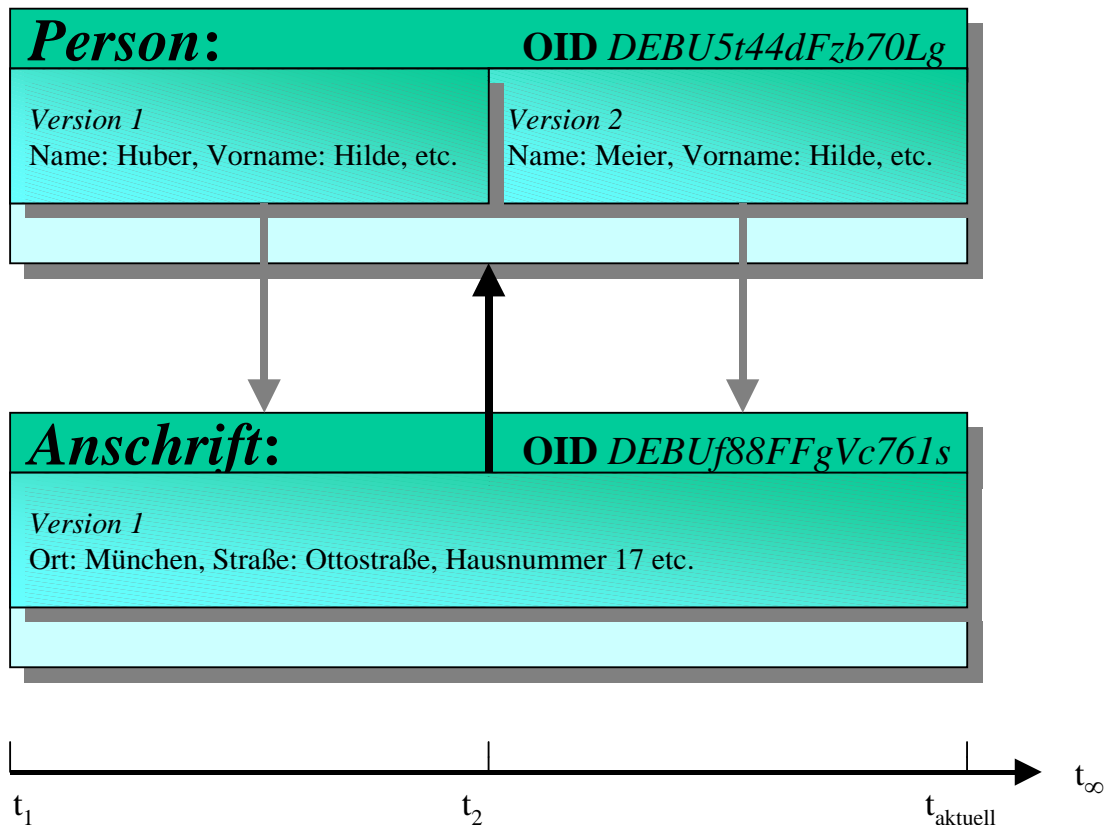 Person: OID DEBU5t44dFzb70Lg
Version 1
Name: Huber, Vorname: Hilde, etc.
Version 2
Name: Meier, Vorname: Hilde, etc.
Anschrift: OID DEBUf88FFgVc761s
Version 1
Ort: München, Straße: Ottostraße, Hausnummer 17 etc.
t∞
t1 t2 taktuell